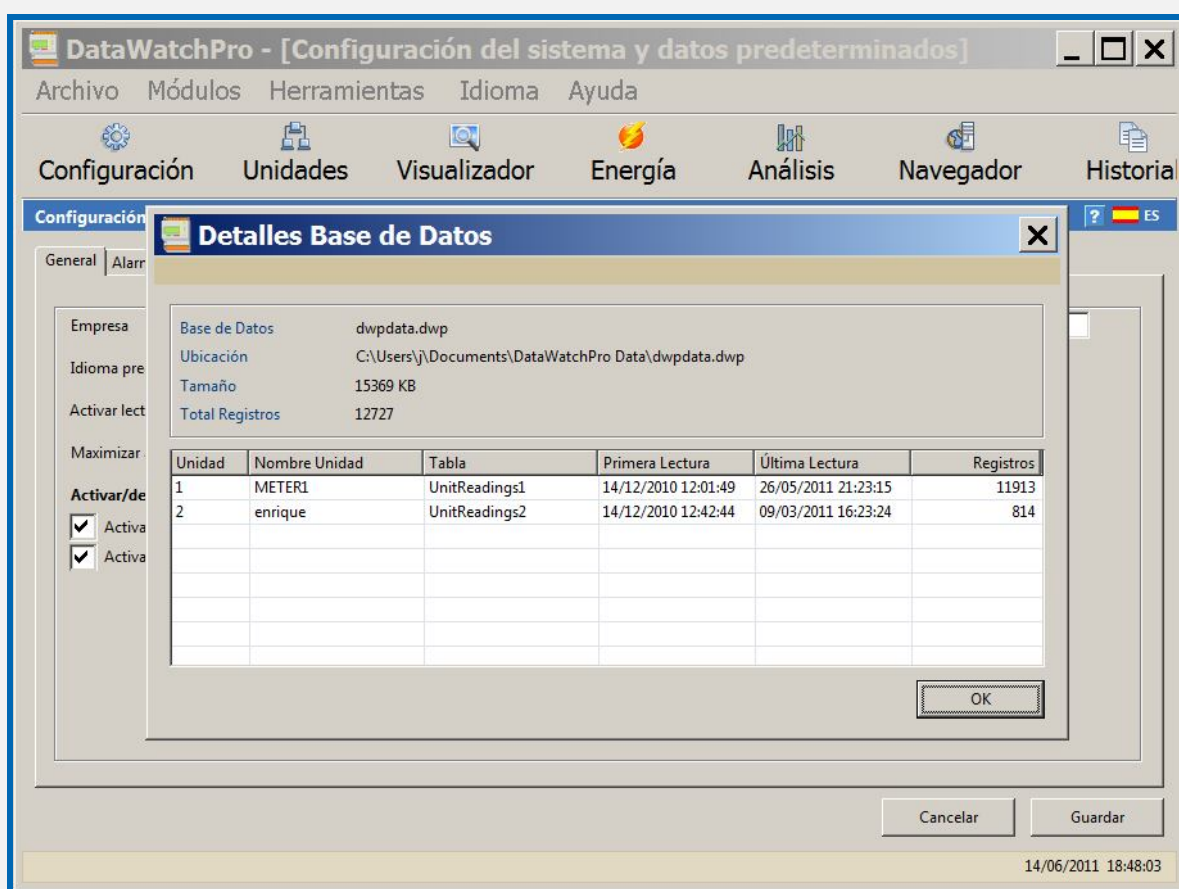 DataWatchPro - [Configuración del sistema y datos predeterminados]
Archivo Módulos Herramientas Idioma Ayuda
Configuración Unidades Visualizador Energía Análisis Navegador Historial
Configuración ? ES
Detalles Base de Datos
General Alarr
Empresa
Idioma pre
Activar lect
Maximizar
Activar/de
Activa
Activa
Base de Datos dwpdata.dwp
Ubicación C:\Users\j\Documents\DataWatchPro Data\dwpdata.dwp
Tamaño 15369 KB
Total Registros 12727
Unidad Nombre Unidad Tabla Primera Lectura Última Lectura Registros
1 METER1 UnitReadings1 14/12/2010 12:01:49 26/05/2011 21:23:15 11913
2 enrique UnitReadings2 14/12/2010 12:42:44 09/03/2011 16:23:24 814
OK
Cancelar Guardar
14/06/2011 18:48:03